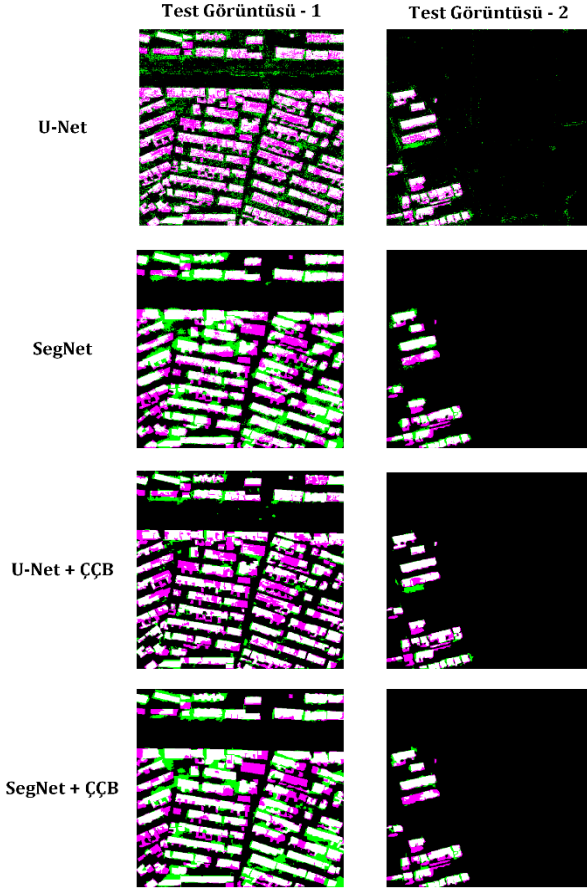 Test Görüntüsü - 1
Test Görüntüsü - 2
U-Net
SegNet
U-Net + ÇÇB
SegNet + ÇÇB